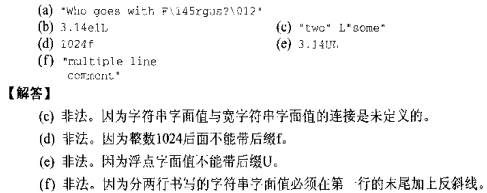 (a) "Who goes with F\145rgus?\012"
(b) 3.14e1L (c) "two" L"some"
(d) 1024f (e) 3.14UL
(f) "multiple line
comment"
【解答】
(c) 非法。因为字符串字面值与宽字符串字面值的连接是未定义的。
(d) 非法。因为整数1024后面不能带后缀f。
(e) 非法。因为浮点字面值不能带后缀U。
(f) 非法。因为分两行书写的字符串字面值必须在第一行的末尾加上反斜线。